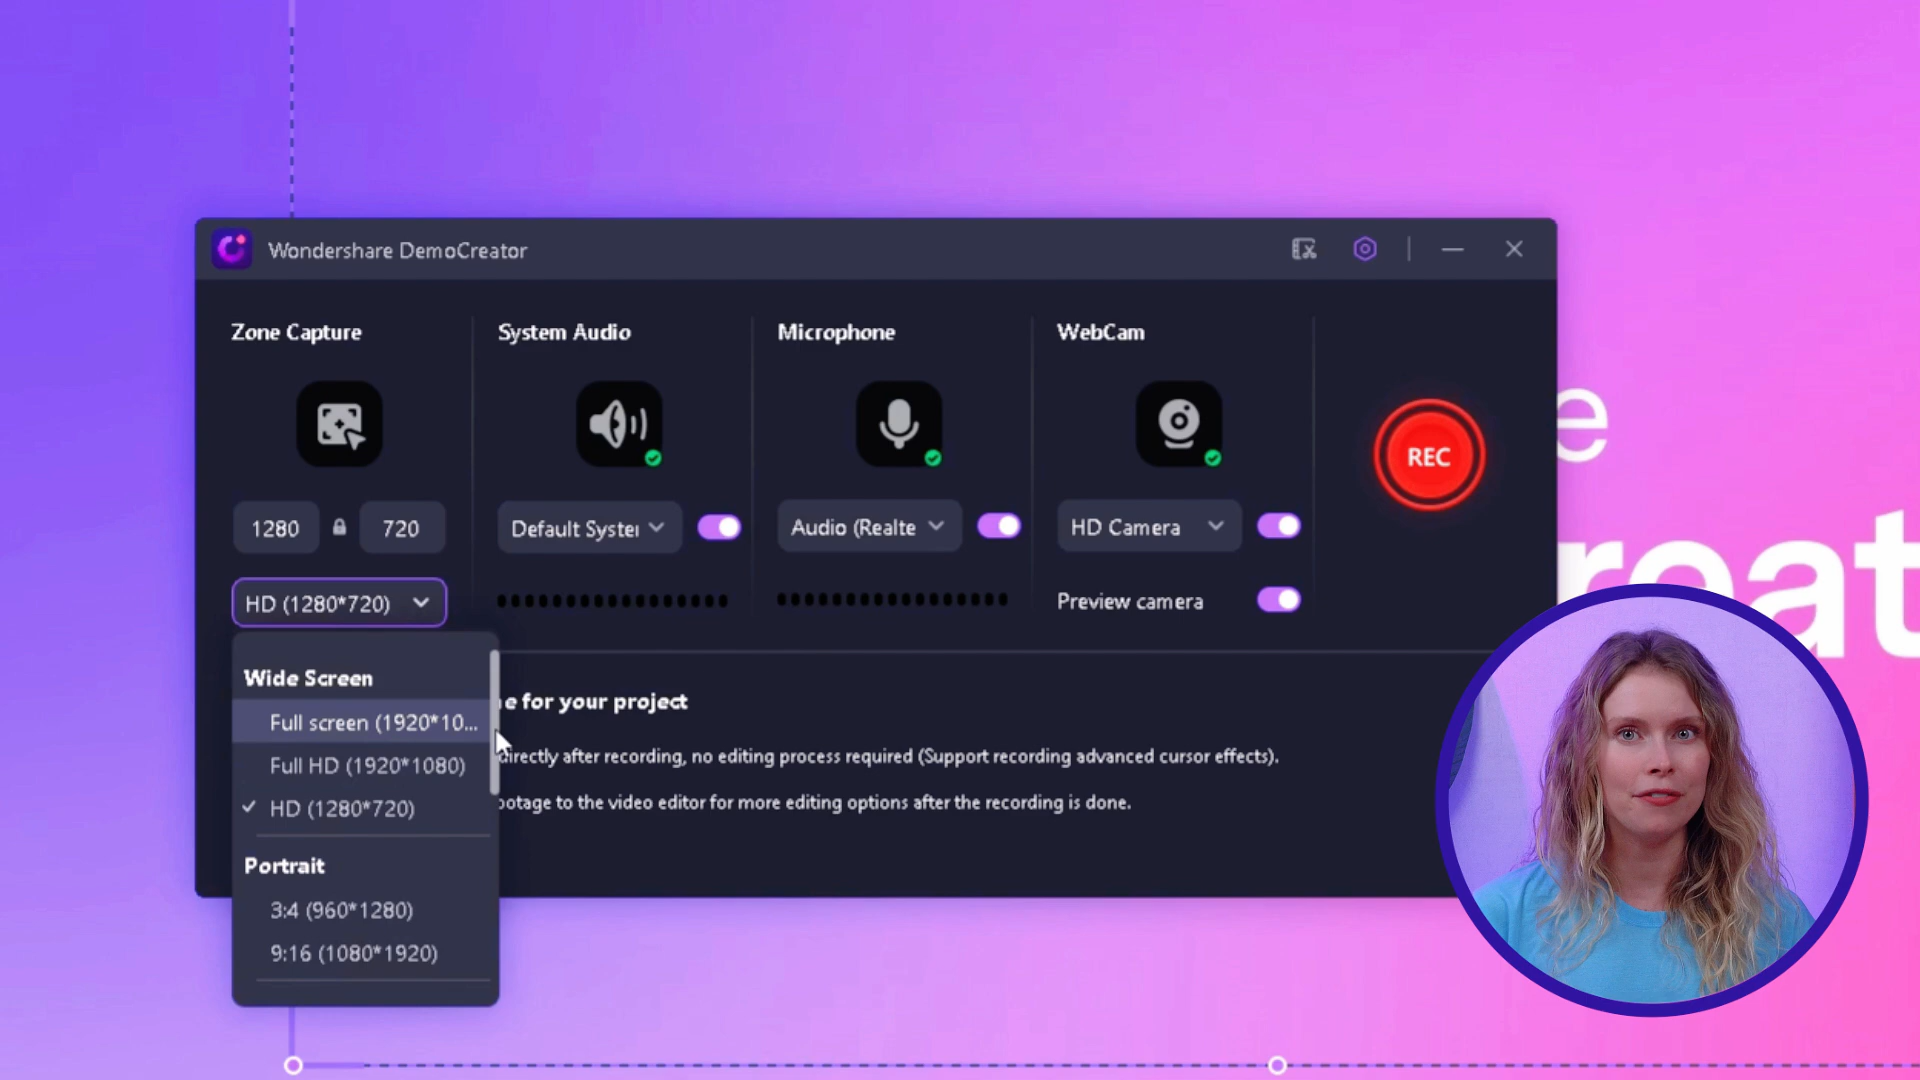 Wondershare DemoCreator
Zone Capture
System Audio
Microphone
WebCam
REC
1280
720
Default Syster
Audio (Realte
HD Camera
HD (1280*720)
Preview camera
Wide Screen
Full screen (1920*10...
Full HD (1920*1080)
HD (1280*720)
Portrait
3:4 (960*1280)
9:16 (1080*1920)
e for your project
directly after recording, no editing process required (Support recording advanced cursor effects).
ootage to the video editor for more editing options after the recording is done.
e
reat